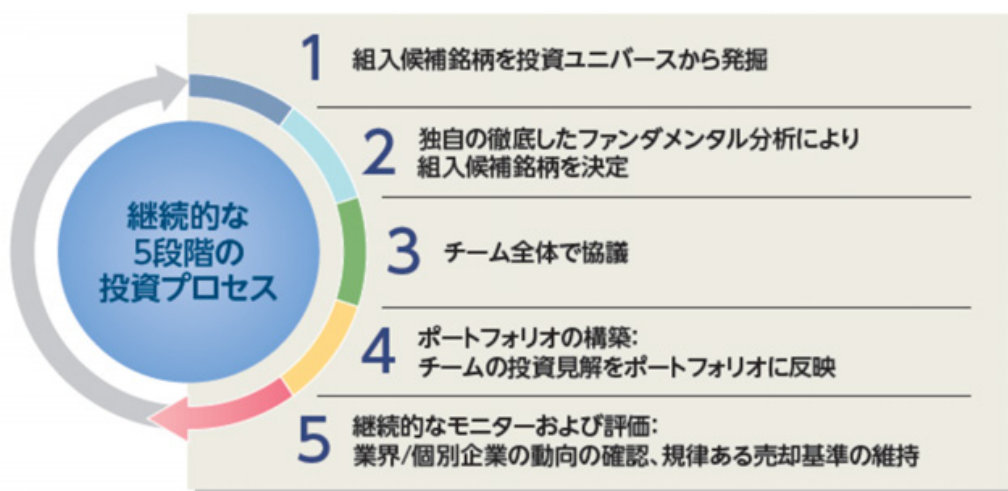 継続的な
5段階の
投資プロセス
1 組入候補銘柄を投資ユニバースから発掘
2 独自の徹底したファンダメンタル分析により
組入候補銘柄を決定
3 チーム全体で協議
4 ポートフォリオの構築:
チームの投資見解をポートフォリオに反映
5 継続的なモニターおよび評価:
業界/個別企業の動向の確認、規律ある売却基準の維持